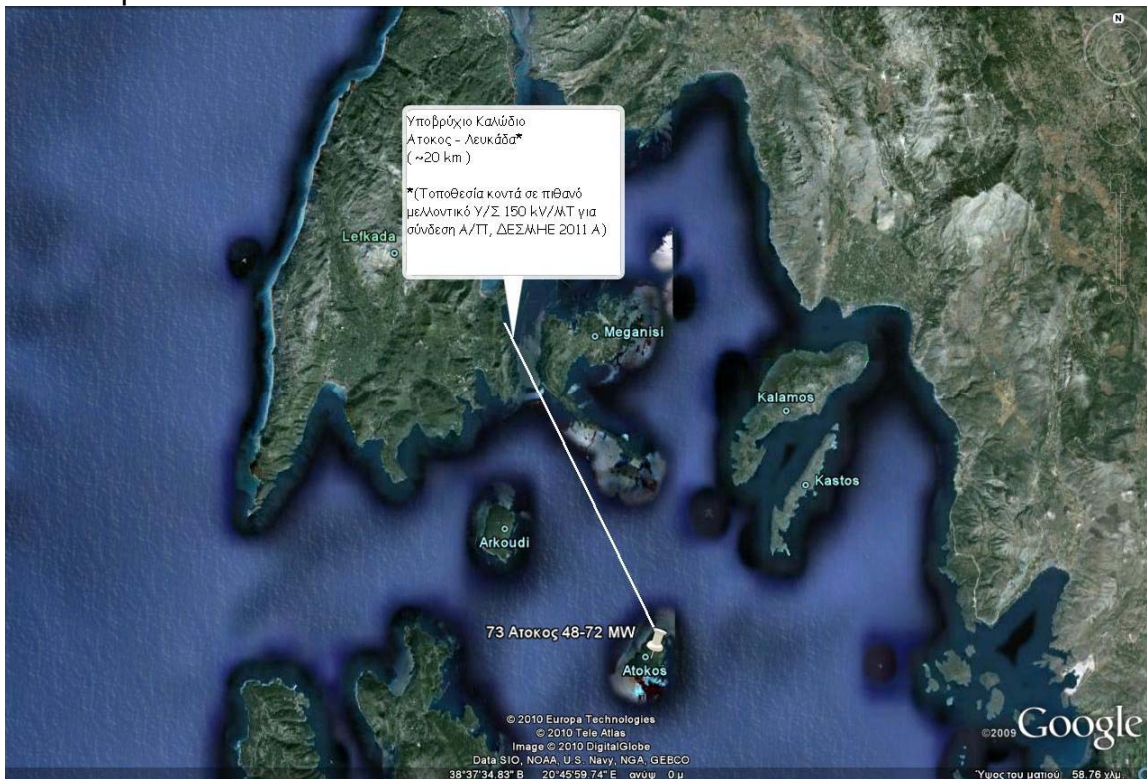 N
Υποβρύχιο Καλώδιο
Ατοκος - Λευκάδα*
( ~20 km )
*(Τοποθεσία κοντά σε πιθανό
μελλοντικό Υ/Σ 150 kV/ΜΤ για
σύνδεση Α/Π, ΔΕΣΜΗΕ 2011 Α)
Lefkada
Meganisi
Kalamos
Kastos
Arkoudi
73 Ατοκος 48-72 MW
Atokos
© 2010 Europa Technologies
© 2010 Tele Atlas
Image © 2010 DigitalGlobe
Data SIO, NOAA, U.S. Navy, NGA, GEBCO
©2009 Google
38°37'34.83" Β 20°45'59.74" Ε ανύψ 0 μ
Ύψος του ματιού 58.76 χλμ.